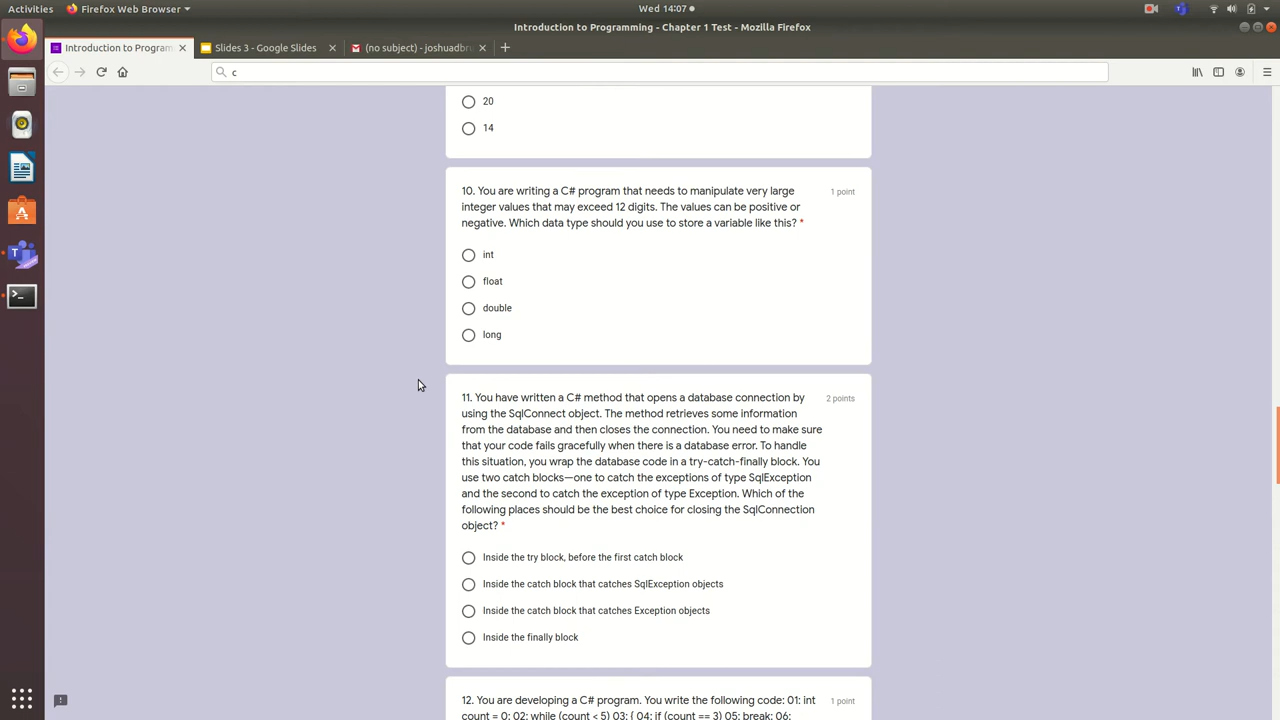 Activities
Firefox Web Browser
Wed 14:07
Introduction to Programming - Chapter 1 Test - Mozilla Firefox
Introduction to Program
Slides 3 - Google Slides
(no subject) - joshuadbru
c
20
14
10. You are writing a C# program that needs to manipulate very large
1 point
integer values that may exceed 12 digits. The values can be positive or
negative. Which data type should you use to store a variable like this? *
int
float
double
long
11. You have written a C# method that opens a database connection by
2 points
using the SqlConnect object. The method retrieves some information
from the database and then closes the connection. You need to make sure
that your code fails gracefully when there is a database error. To handle
this situation, you wrap the database code in a try-catch-finally block. You
use two catch blocks—one to catch the exceptions of type SqlException
and the second to catch the exception of type Exception. Which of the
following places should be the best choice for closing the SqlConnection
object? *
Inside the try block, before the first catch block
Inside the catch block that catches SqlException objects
Inside the catch block that catches Exception objects
Inside the finally block
12. You are developing a C# program. You write the following code: 01: int
1 point
count = 0; 02: while (count < 5) 03: { 04: if (count == 3) 05: break; 06: